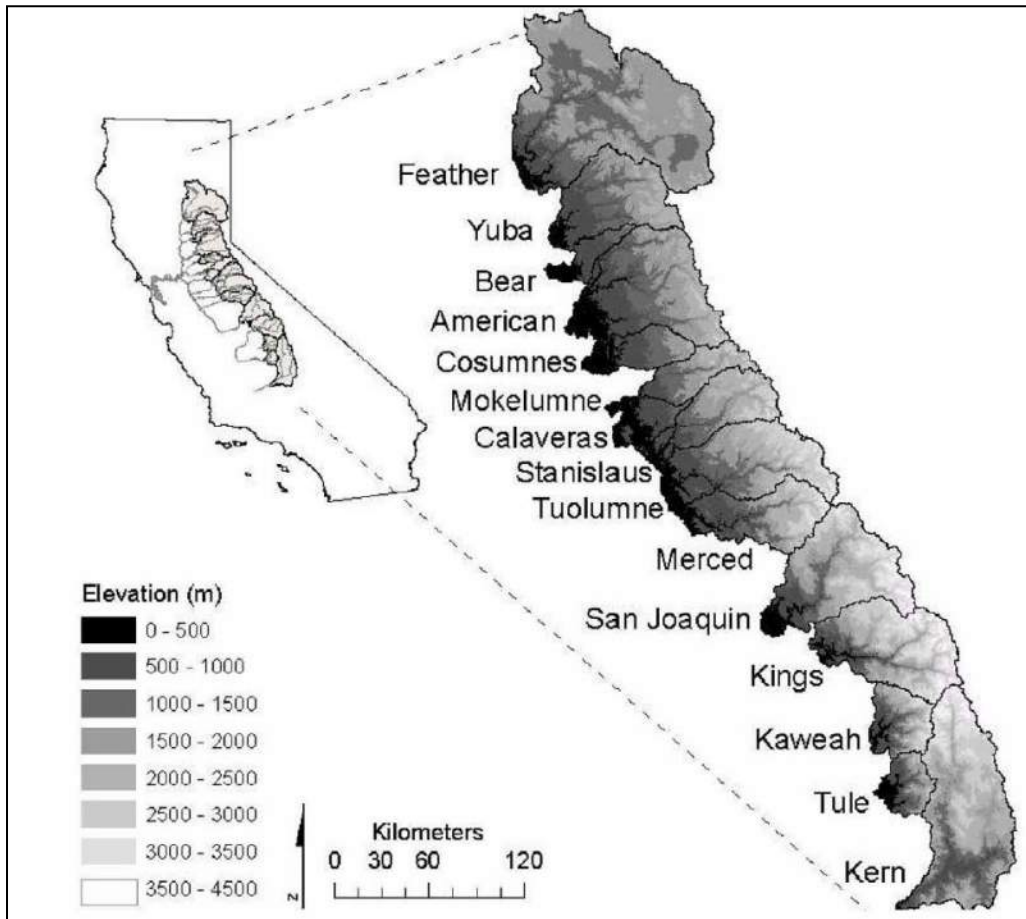 Feather
Yuba
Bear
American
Cosumnes
Mokelumne
Calaveras
Stanislaus
Tuolumne
Merced
San Joaquin
Kings
Kaweah
Tule
Kern
Elevation (m)
0 - 500
500 - 1000
1000 - 1500
1500 - 2000
2000 - 2500
2500 - 3000
3000 - 3500
3500 - 4500
N
Kilometers
0 30 60 120